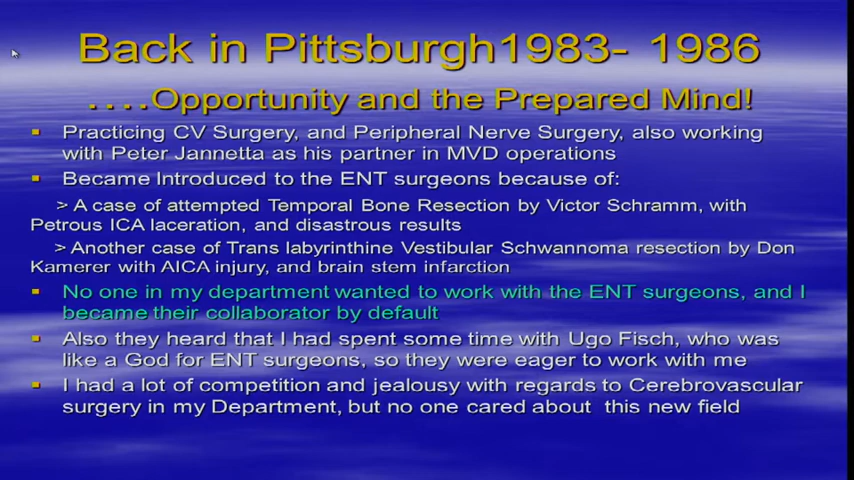 Back in Pittsburgh1983- 1986
....Opportunity and the Prepared Mind!
Practicing CV Surgery, and Peripheral Nerve Surgery, also working
with Peter Jannetta as his partner in MVD operations
Became Introduced to the ENT surgeons because of:
> A case of attempted Temporal Bone Resection by Victor Schramm, with
Petrous ICA laceration, and disastrous results
> Another case of Trans labyrinthine Vestibular Schwannoma resection by Don
Kamerer with AICA injury, and brain stem infarction
No one in my department wanted to work with the ENT surgeons, and I
became their collaborator by default
Also they heard that I had spent some time with Ugo Fisch, who was
like a God for ENT surgeons, so they were eager to work with me
I had a lot of competition and jealousy with regards to Cerebrovascular
surgery in my Department, but no one cared about this new field